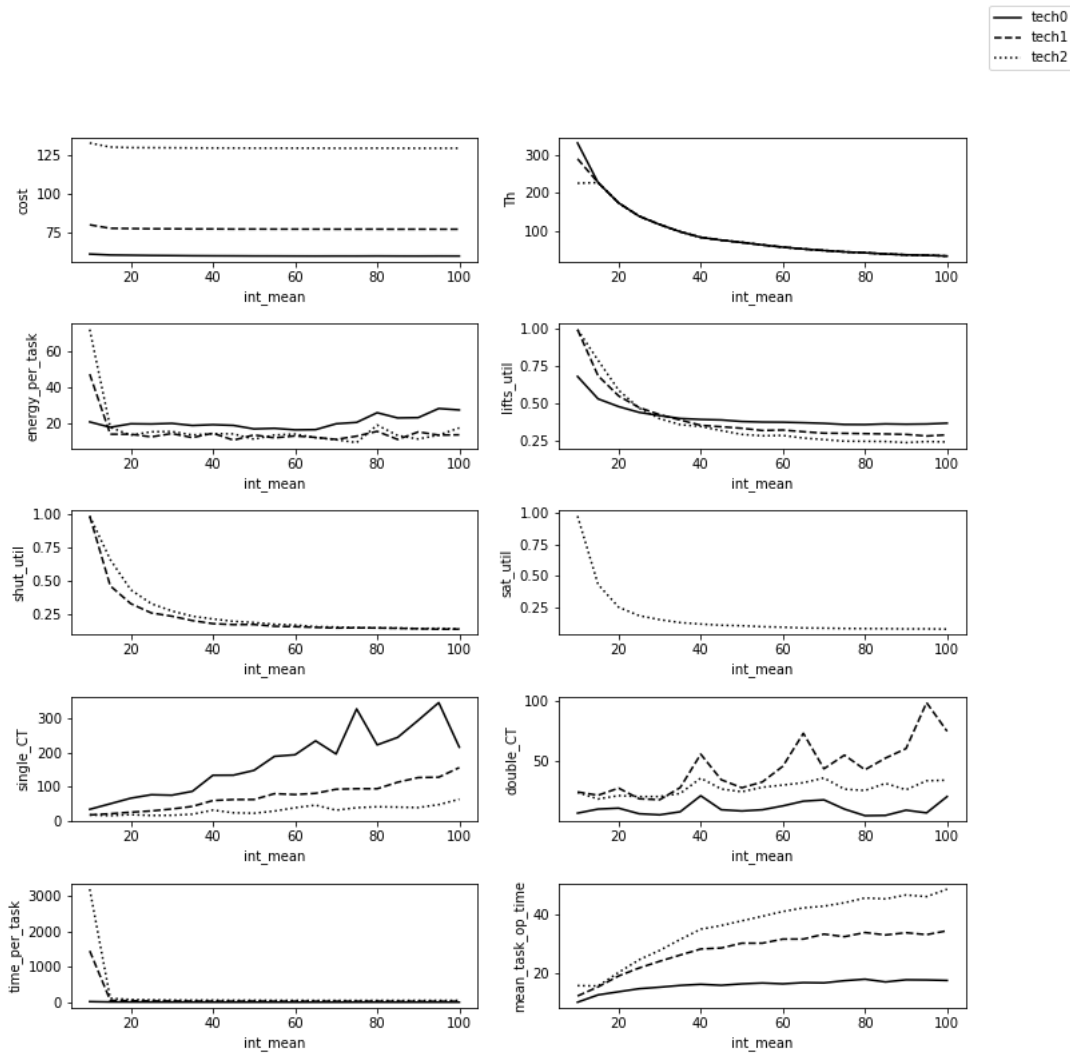 tech0
tech1
tech2
125
100
75
cost
20 40 60 80 100
int_mean
300
200
100
Th
20 40 60 80 100
int_mean
60
40
20
energy_per_task
20 40 60 80 100
int_mean
1.00
0.75
0.50
0.25
lifts_util
20 40 60 80 100
int_mean
1.00
0.75
0.50
0.25
shut_util
20 40 60 80 100
int_mean
1.00
0.75
0.50
0.25
sat_util
20 40 60 80 100
int_mean
300
200
100
0
single_CT
20 40 60 80 100
int_mean
100
50
double_CT
20 40 60 80 100
int_mean
3000
2000
1000
0
time_per_task
20 40 60 80 100
int_mean
40
20
mean_task_op_time
20 40 60 80 100
int_mean